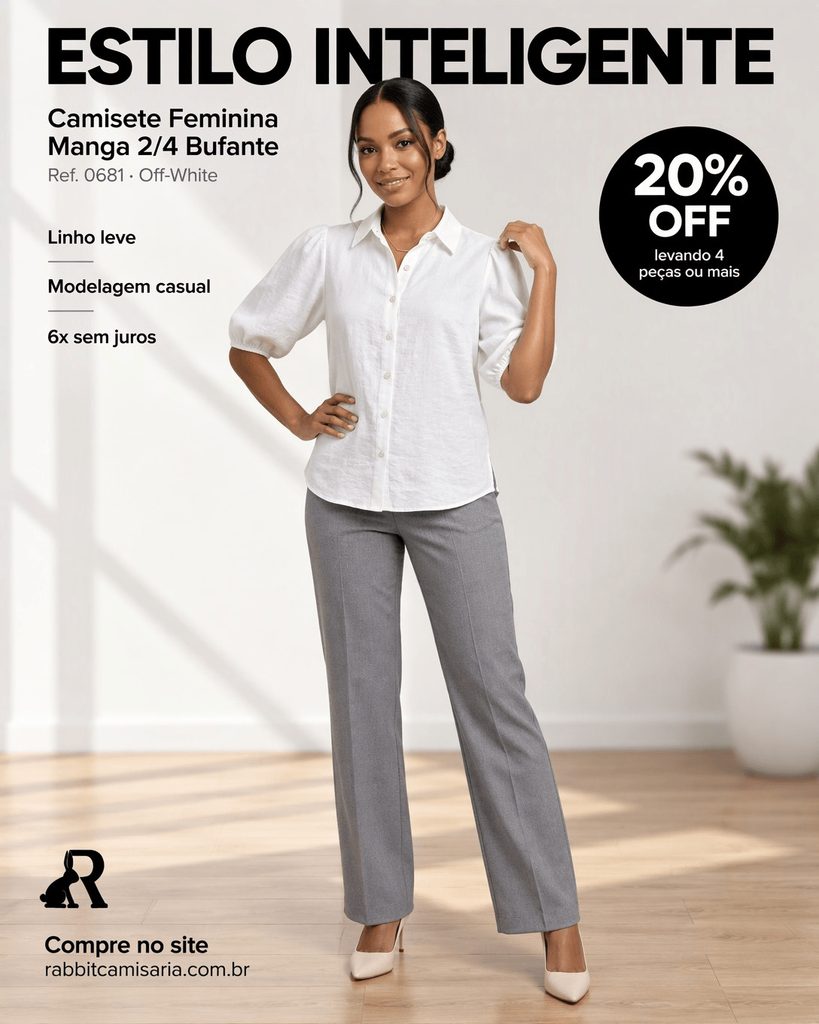 ESTILO INTELIGENTE
Camisete Feminina
Manga 2/4 Bufante
Ref. 0681 · Off-White
Linho leve
Modelagem casual
6x sem juros
20%
OFF
levando 4
peças ou mais
R
Compre no site
rabbitcamisaria.com.br